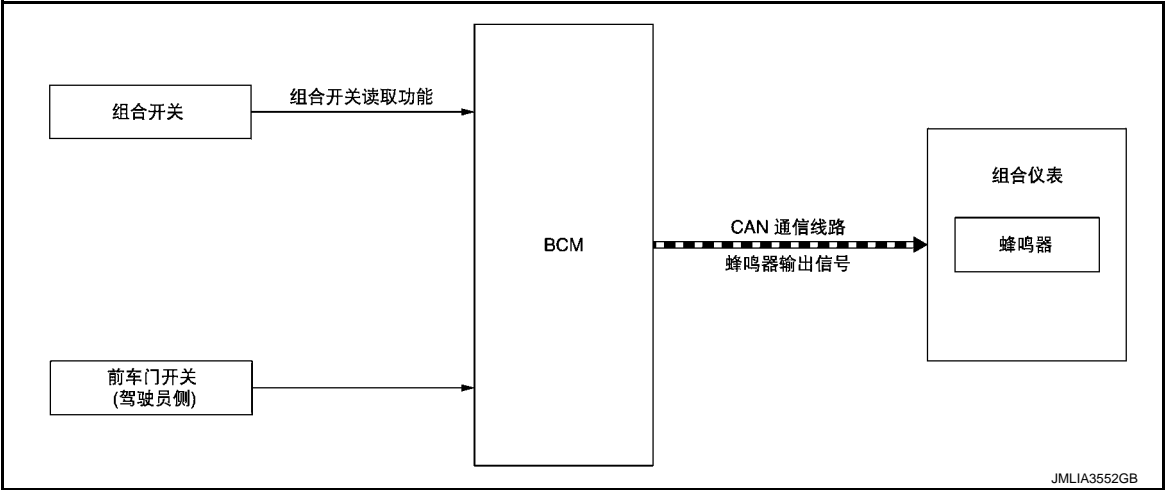 组合开关
组合开关读取功能
BCM
CAN 通信线路
蜂鸣器输出信号
组合仪表
蜂鸣器
前车门开关
(驾驶员侧)
JMLIA3552GB